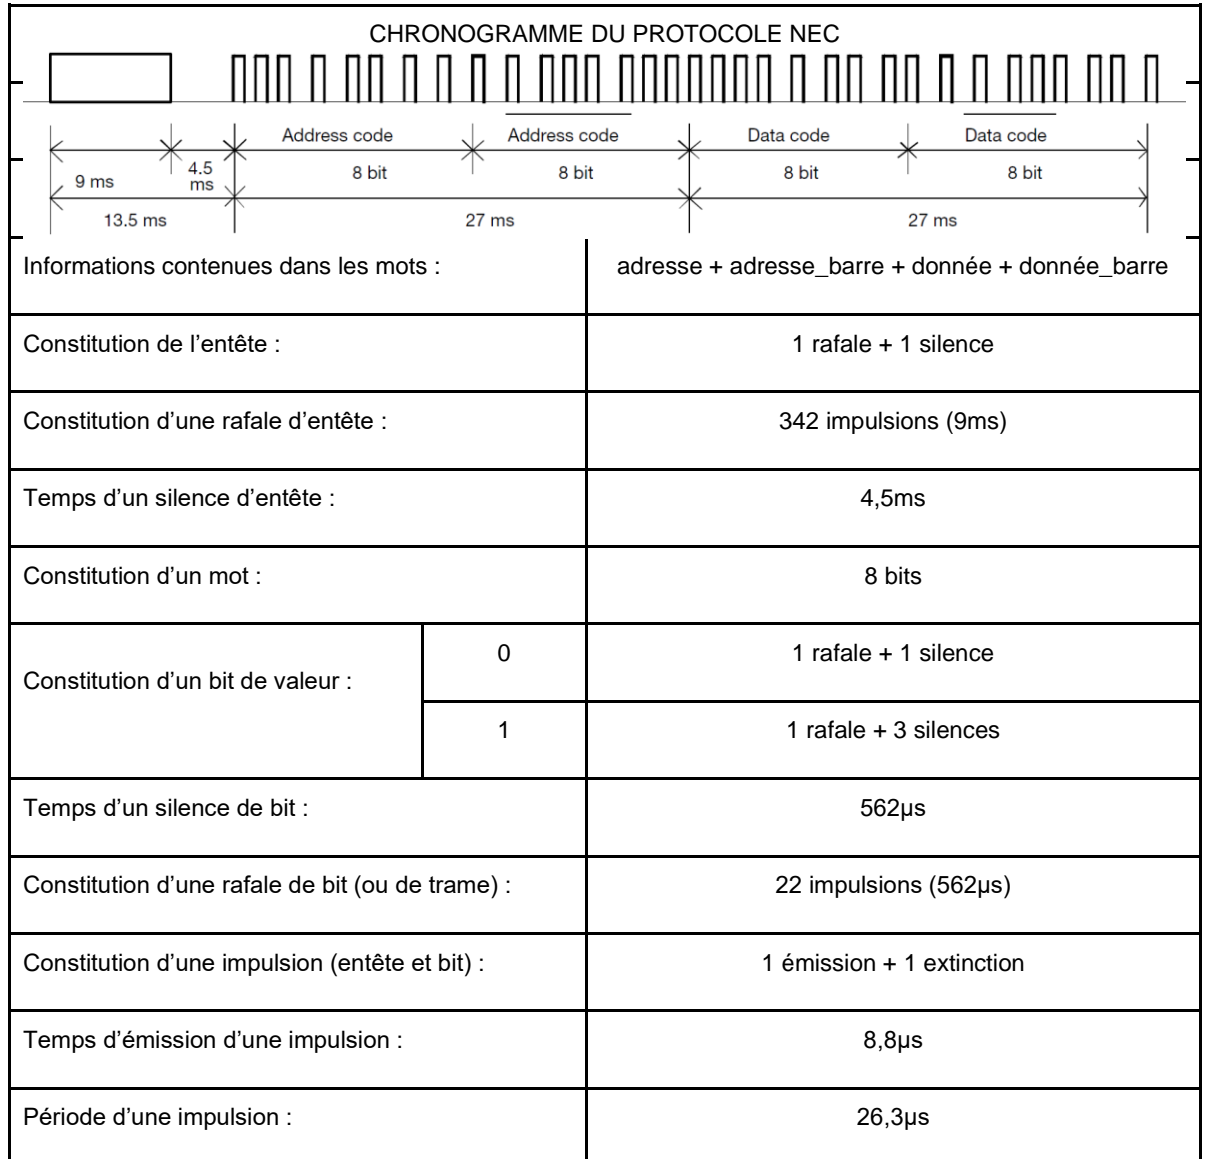 CHRONOGRAMME DU PROTOCOLE NEC
Address code
Address code
Data code
Data code
9 ms
4.5
ms
8 bit
8 bit
8 bit
8 bit
13.5 ms
27 ms
27 ms
Informations contenues dans les mots :
adresse + adresse_barre + donnée + donnée_barre
Constitution de l’entête :
1 rafale + 1 silence
Constitution d’une rafale d’entête :
342 impulsions (9ms)
Temps d’un silence d’entête :
4,5ms
Constitution d’un mot :
8 bits
Constitution d’un bit de valeur :
0
1 rafale + 1 silence
1
1 rafale + 3 silences
Temps d’un silence de bit :
562µs
Constitution d’une rafale de bit (ou de trame) :
22 impulsions (562µs)
Constitution d’une impulsion (entête et bit) :
1 émission + 1 extinction
Temps d’émission d’une impulsion :
8,8µs
Période d’une impulsion :
26,3µs